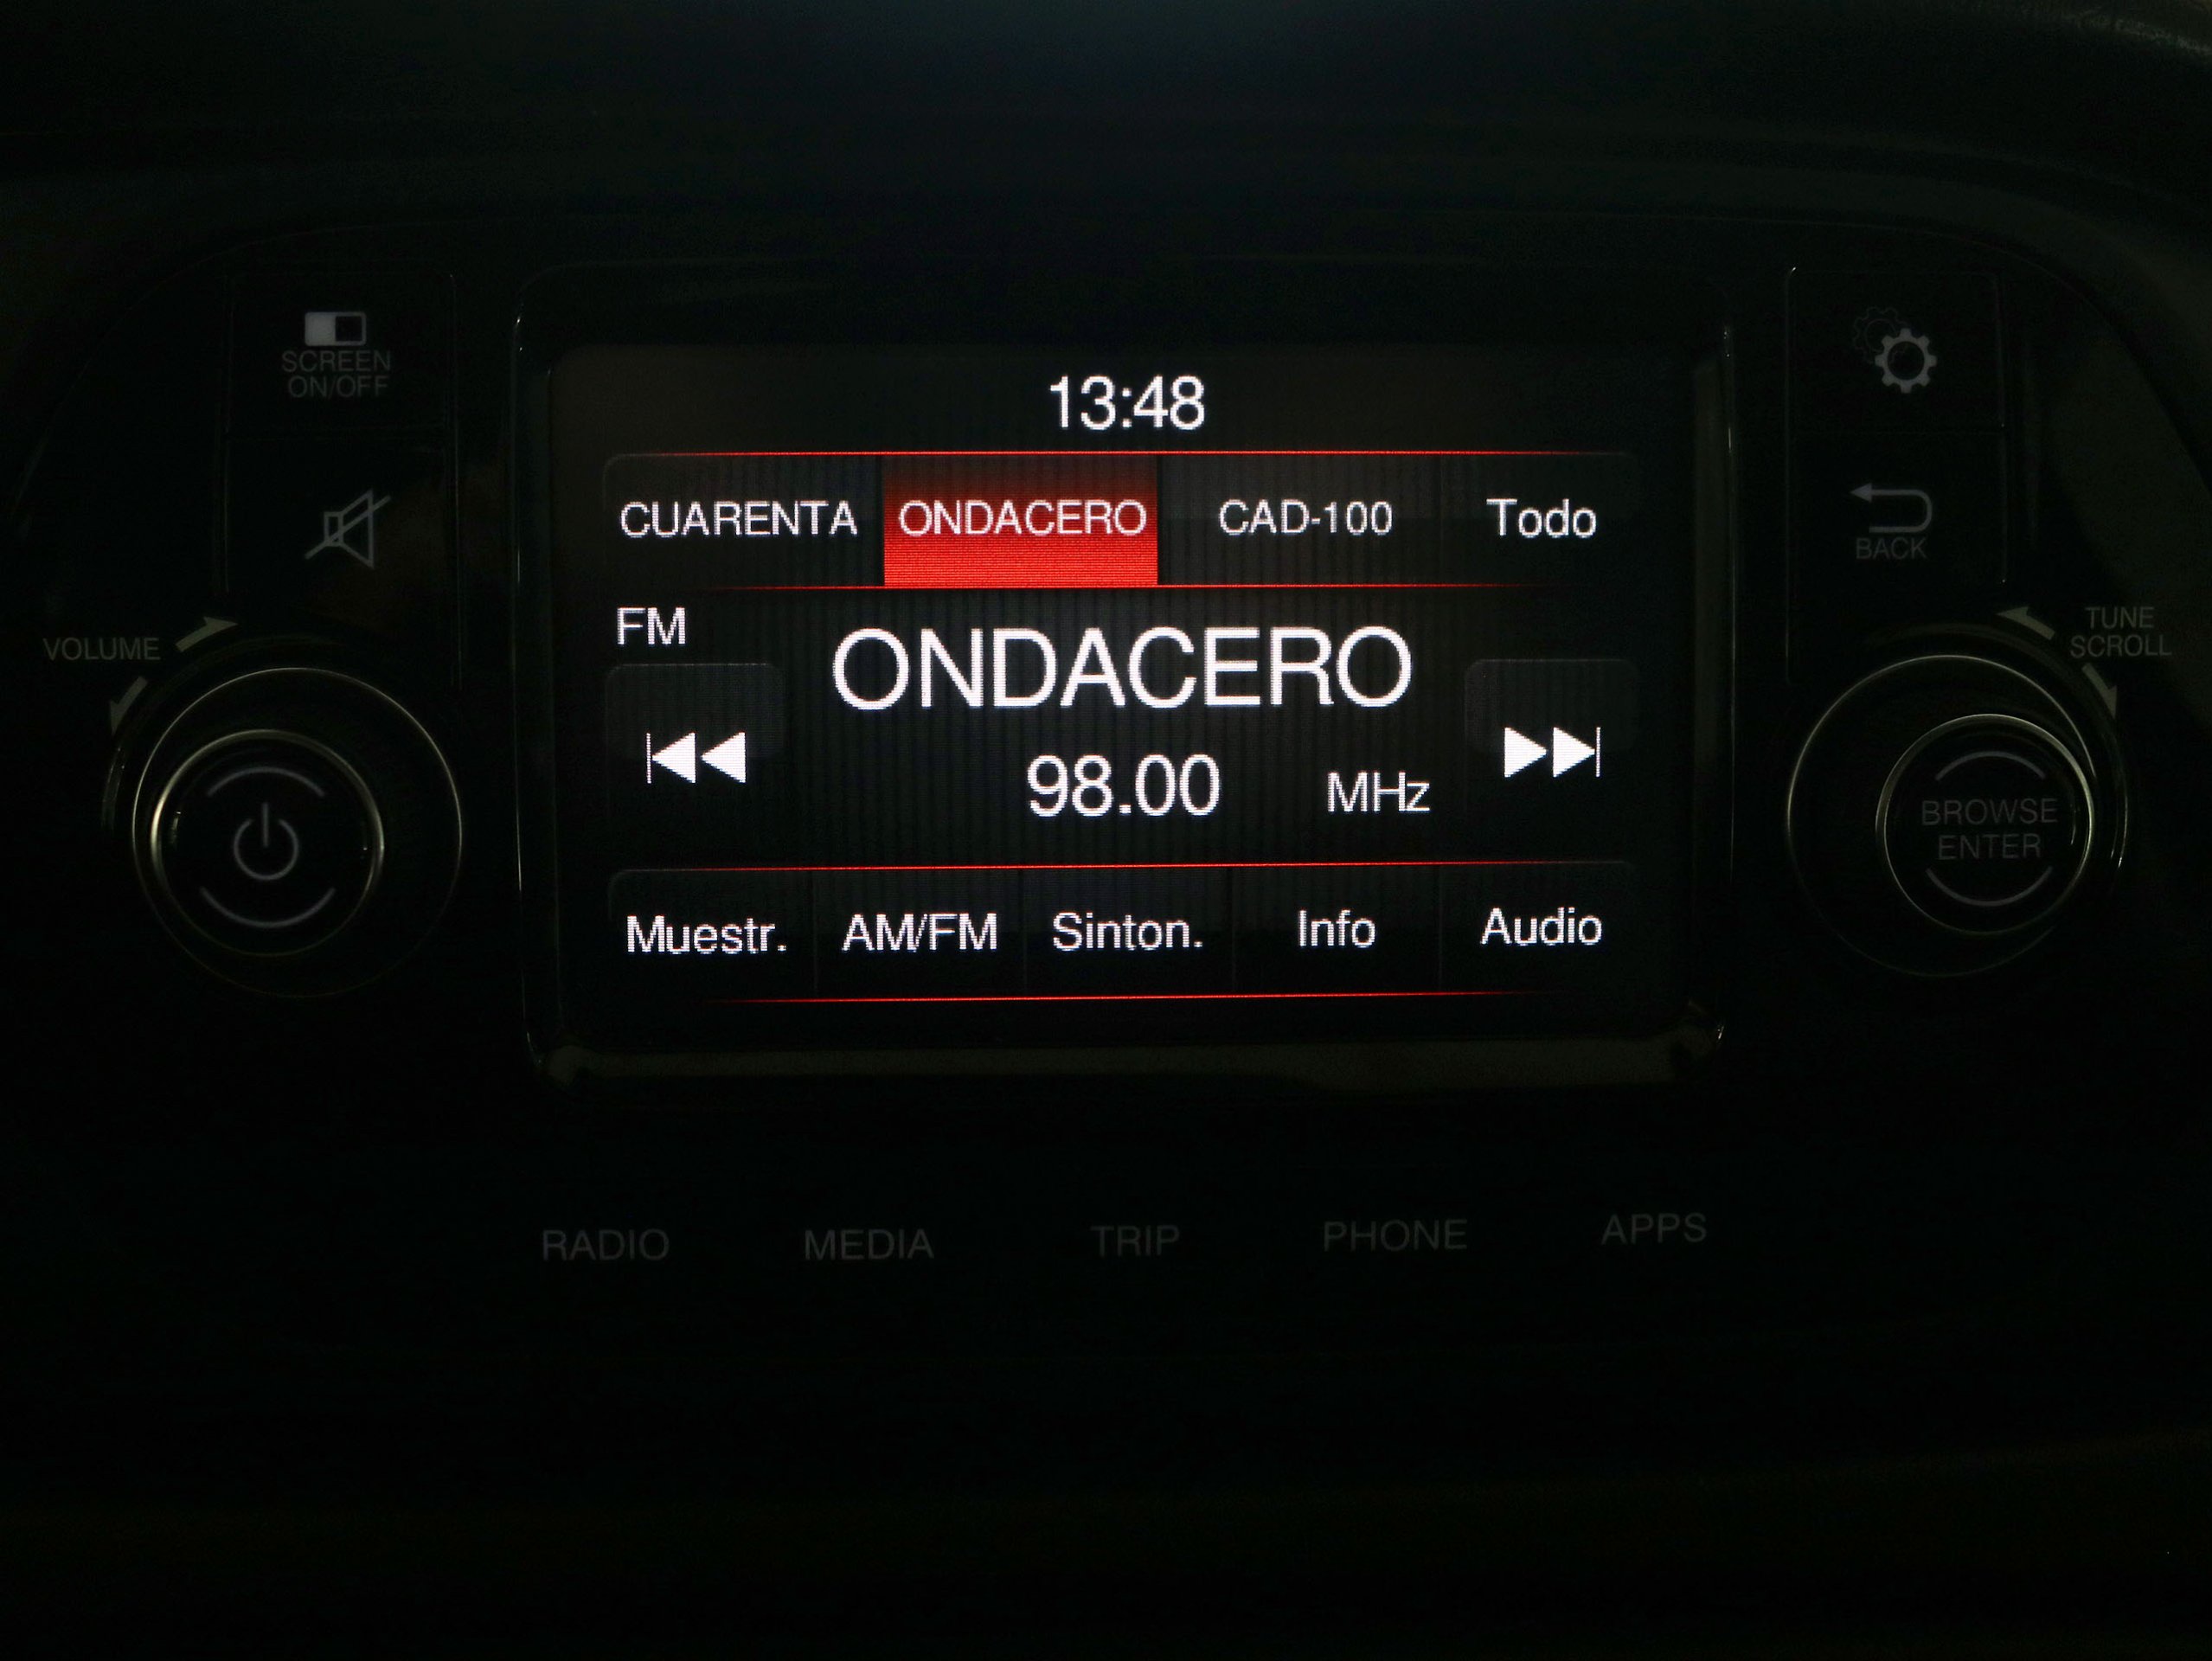 SCREEN
ON/OFF
VOLUME
13:48
CUARENTA ONDACERO CAD-100 Todo
FM
ONDACERO
98.00 MHz
Muestr. AM/FM Sinton. Info Audio
BACK
TUNE
SCROLL
BROWSE
ENTER
RADIO MEDIA TRIP PHONE APPS